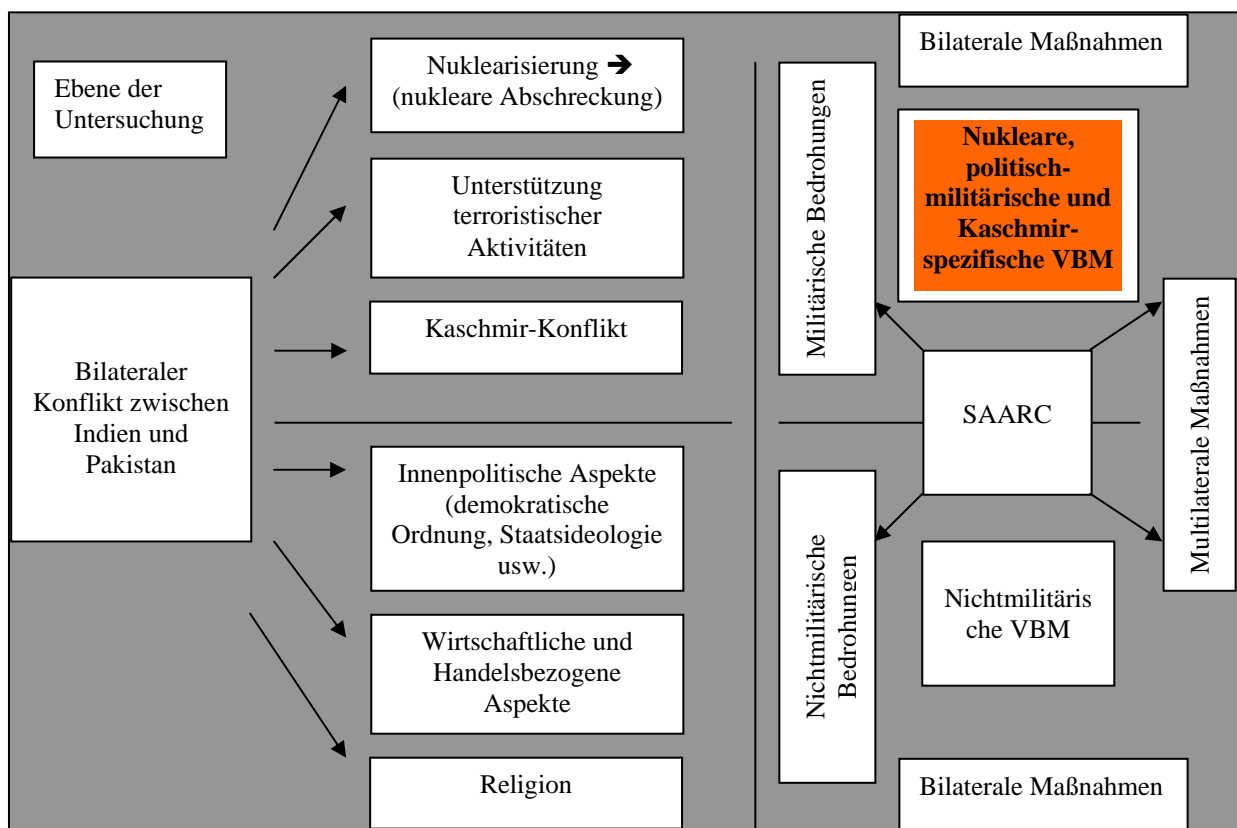 Ebene der
Untersuchung
Bilateraler
Konflikt zwischen
Indien und
Pakistan
Nuklearisierung ➔
(nukleare Abschreckung)
Unterstützung
terroristischer
Aktivitäten
Kaschmir-Konflikt
Innenpolitische Aspekte
(demokratische
Ordnung, Staatsideologie
usw.)
Wirtschaftliche und
Handelsbezogene
Aspekte
Religion
Militärische Bedrohungen
Nichtmilitärische
Bedrohungen
Bilaterale Maßnahmen
Nukleare,
politisch-
militärische und
Kaschmir-
spezifische VBM
SAARC
Nichtmilitäris
che VBM
Bilaterale Maßnahmen
Multilaterale Maßnahmen